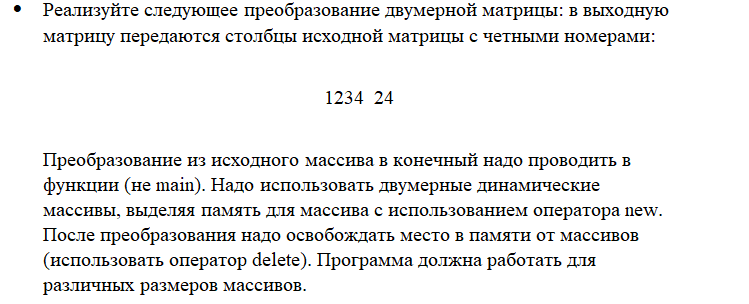 • Реализуйте следующее преобразование двумерной матрицы: в выходную
матрицу передаются столбцы исходной матрицы с четными номерами:
1234 24
Преобразование из исходного массива в конечный надо проводить в
функции (не main). Надо использовать двумерные динамические
массивы, выделяя память для массива с использованием оператора new.
После преобразования надо освобождать место в памяти от массивов
(использовать оператор delete). Программа должна работать для
различных размеров массивов.